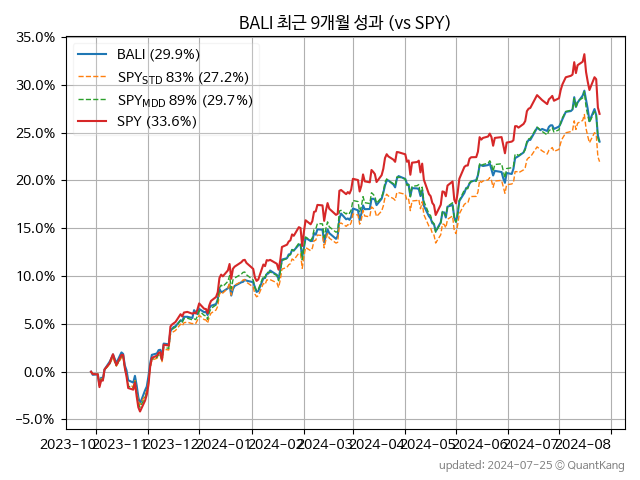 BALI 최근 9개월 성과 (vs SPY)
35.0%
30.0%
25.0%
20.0%
15.0%
10.0%
5.0%
0.0%
−5.0%
BALI (29.9%)
SPY_STD 83% (27.2%)
SPY_MDD 89% (29.7%)
SPY (33.6%)
2023-10 2023-11 2023-12 2024-01 2024-02 2024-03 2024-04 2024-05 2024-06 2024-07 2024-08
updated: 2024-07-25 © QuantKang